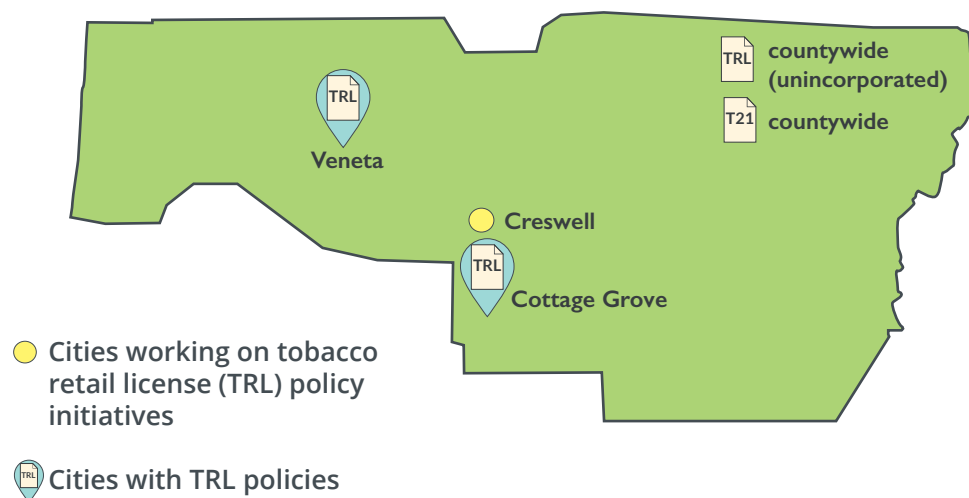 TRL
countywide
(unincorporated)
T21
countywide
TRL
Veneta
Creswell
TRL
Cottage Grove
Cities working on tobacco
retail license (TRL) policy
initiatives
TRL
Cities with TRL policies